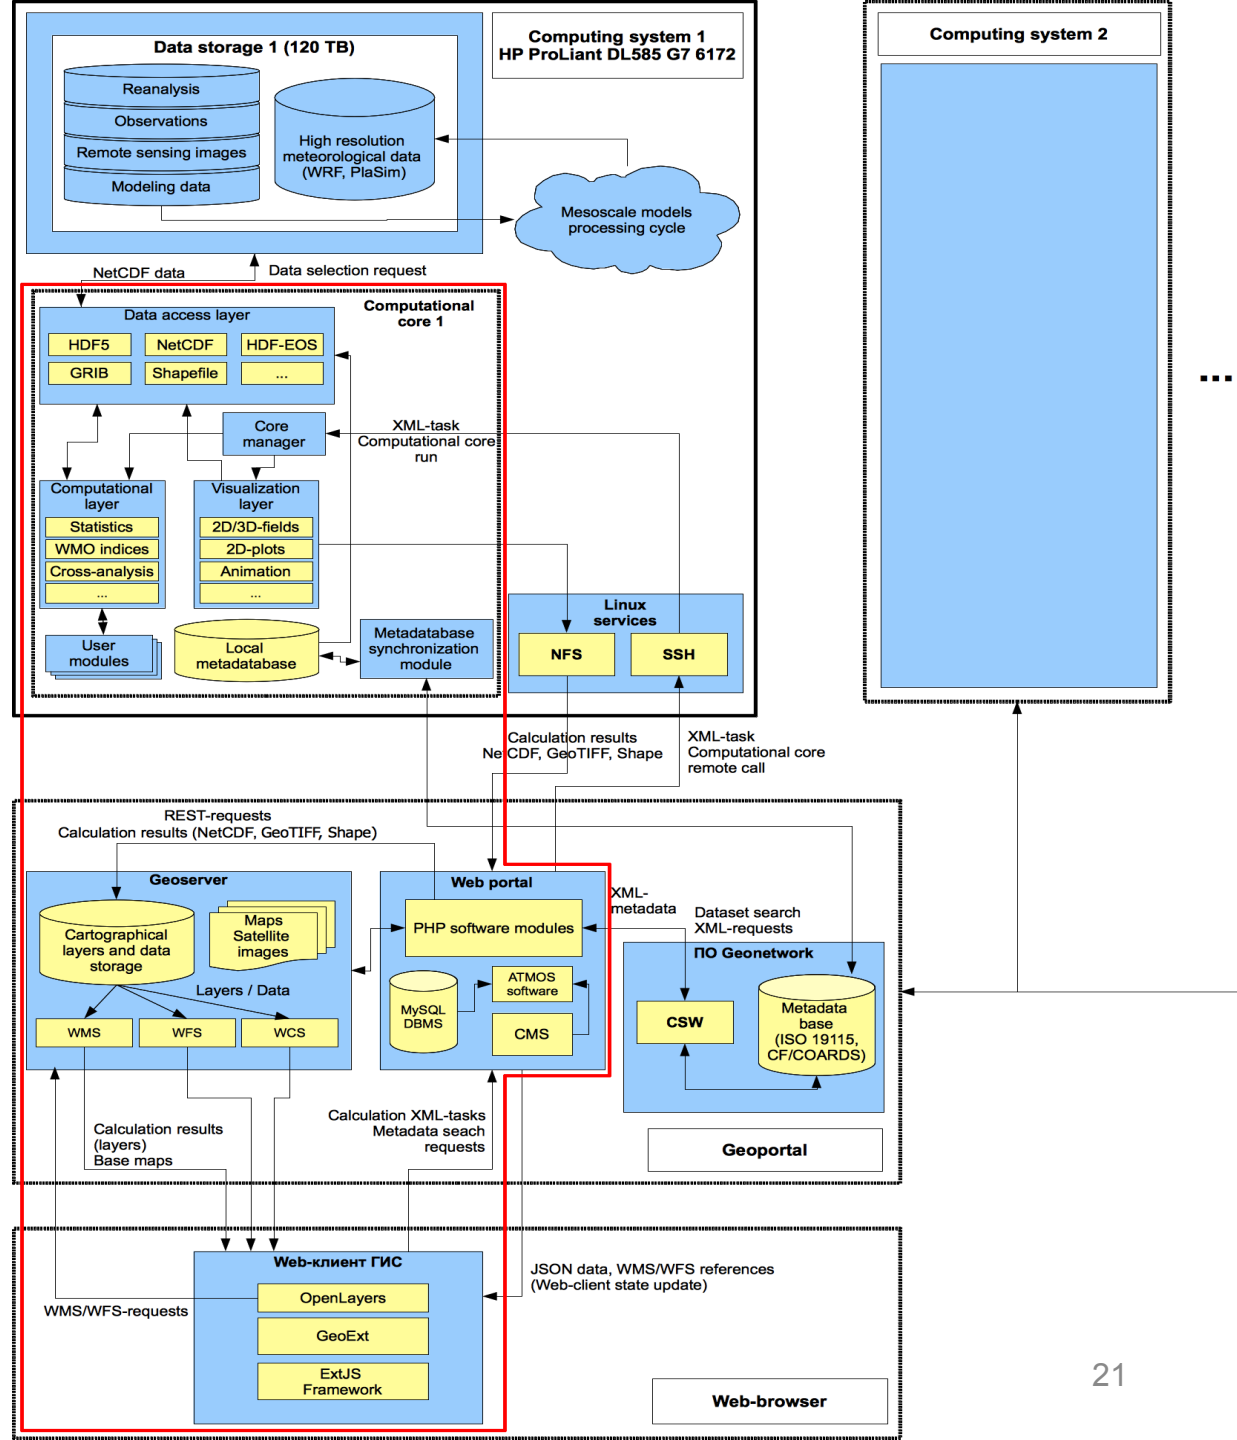 Computing system 1
HP ProLiant DL585 G7 6172
Computing system 2
Data storage 1 (120 TB)
Reanalysis
Observations
Remote sensing images
Modeling data
High resolution
meteorological data
(WRF, PlaSim)
Mesoscale models
processing cycle
NetCDF data
Data selection request
Computational
core 1
Data access layer
HDF5
NetCDF
HDF-EOS
GRIB
Shapefile
...
...
Core
manager
XML-task
Computational core
run
Computational
layer
Statistics
WMO indices
Cross-analysis
...
Visualization
layer
2D/3D-fields
2D-plots
Animation
...
User
modules
Local
metadatabase
Metadatabase
synchronization
module
Linux
services
NFS
SSH
Calculation results
NetCDF, GeoTIFF, Shape
XML-task
Computational core
remote call
REST-requests
Calculation results (NetCDF, GeoTIFF, Shape)
Geoserver
Cartographical
layers and data
storage
Maps
Satellite
images
Layers / Data
WMS
WFS
WCS
Web portal
PHP software modules
MySQL
DBMS
ATMOS
software
CMS
XML-
metadata
Dataset search
XML-requests
ПО Geonetwork
CSW
Metadata
base
(ISO 19115,
CF/COARDS)
Geoportal
Calculation results
(layers)
Base maps
Calculation XML-tasks
Metadata seach
requests
Web-клиент ГИС
OpenLayers
GeoExt
ExtJS
Framework
WMS/WFS-requests
JSON data, WMS/WFS references
(Web-client state update)
Web-browser
21